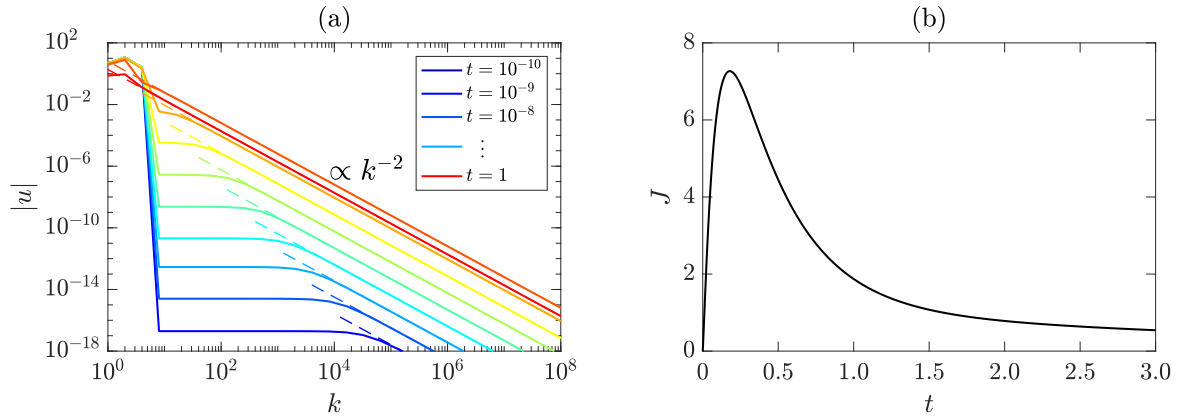 (a)
10^2
10^{-2}
10^{-6}
10^{-10}
10^{-14}
10^{-18}
|u|
10^0 10^2 10^4 10^6 10^8
k
t = 10^{-10}
t = 10^{-9}
t = 10^{-8}
⋮
t = 1
∝ k^{-2}
(b)
8
6
4
2
0
J
0 0.5 1.0 1.5 2.0 2.5 3.0
t